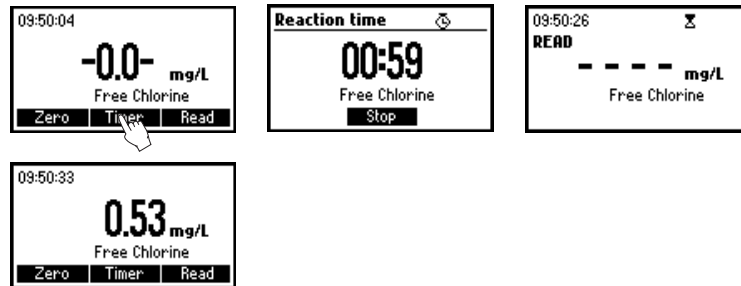 09:50:04
-0.0- mg/L
Free Chlorine
Zero Timer Read
Reaction time
00:59
Free Chlorine
Stop
09:50:26
READ
- - - - mg/L
Free Chlorine
09:50:33
0.53 mg/L
Free Chlorine
Zero Timer Read